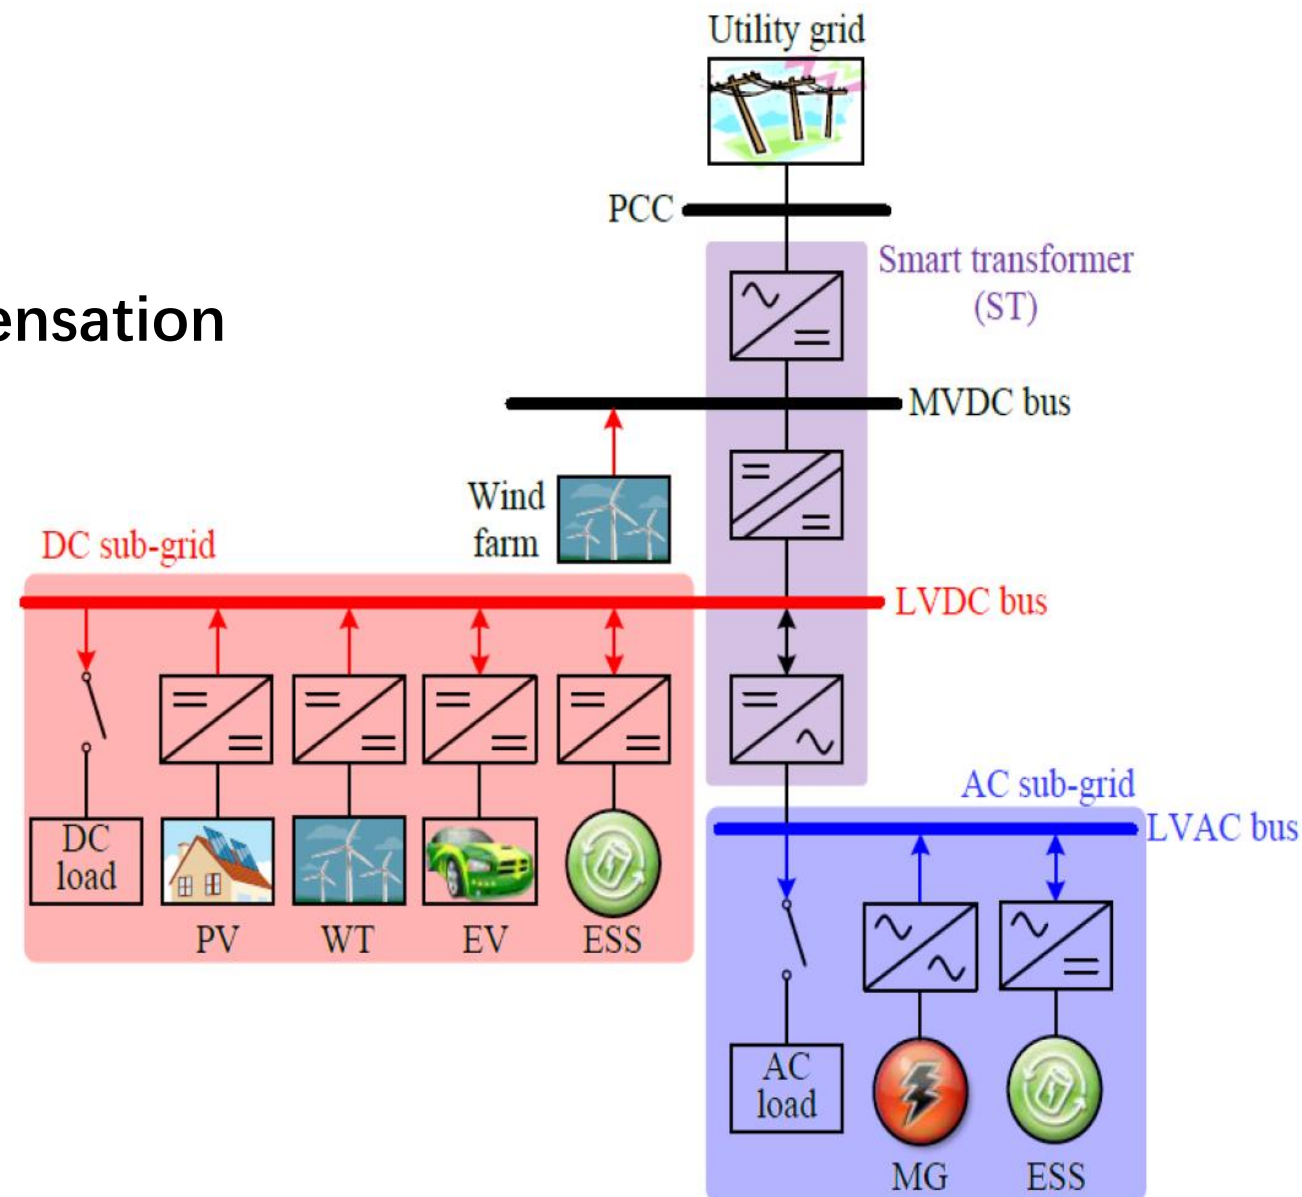 Utility grid
PCC
Smart transformer
(ST)
ensation
MVDC bus
Wind
farm
DC sub-grid
LVDC bus
DC
load
PV
WT
EV
ESS
AC sub-grid
LVAC bus
AC
load
MG
ESS